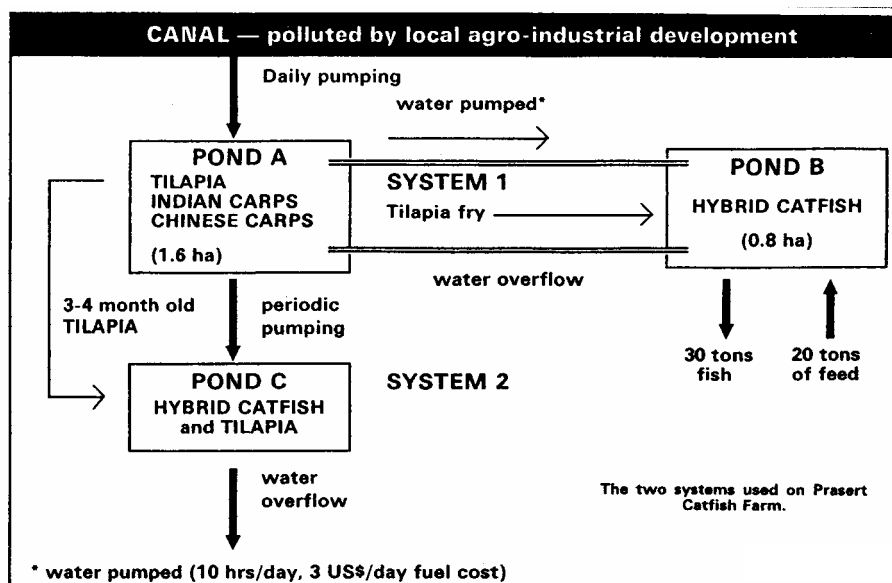 CANAL — polluted by local agro-industrial development
Daily pumping
water pumped*
POND A
TILAPIA
INDIAN CARPS
CHINESE CARPS
(1.6 ha)
SYSTEM 1
Tilapia fry
POND B
HYBRID CATFISH
(0.8 ha)
water overflow
3-4 month old
TILAPIA
periodic
pumping
30 tons
fish
20 tons
of feed
POND C
HYBRID CATFISH
and TILAPIA
SYSTEM 2
water
overflow
The two systems used on Prasert
Catfish Farm.
* water pumped (10 hrs/day, 3 US$/day fuel cost)